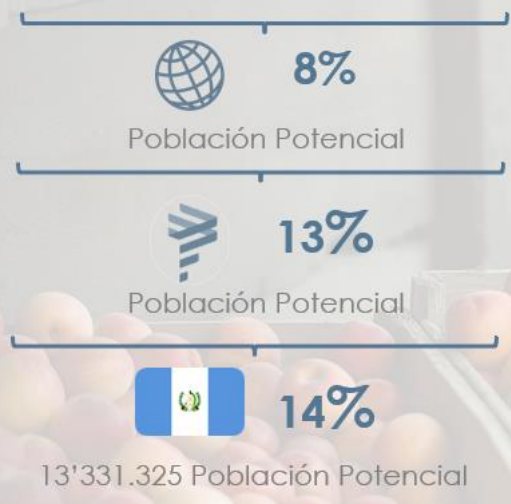 8%
Población Potencial
13%
Población Potencial
14%
13'331.325 Población Potencial